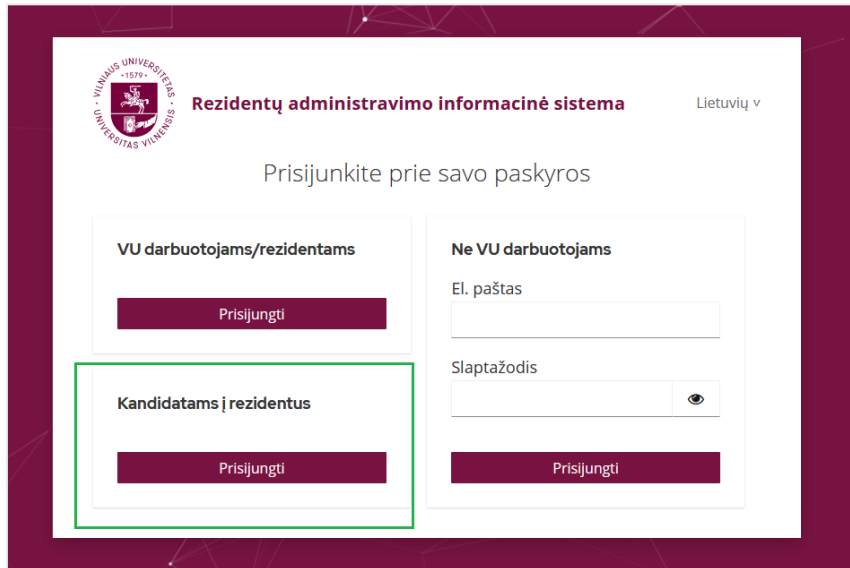 VILNIUS UNIVERSITETAS · UNIVERSITAS VILNENSIS ·
·1579·
Rezidentų administravimo informacinė sistema
Lietuvių ˅
Prisijunkite prie savo paskyros
VU darbuotojams/rezidentams
Prisijungti
Kandidatams į rezidentus
Prisijungti
Ne VU darbuotojams
El. paštas
Slaptažodis
Prisijungti